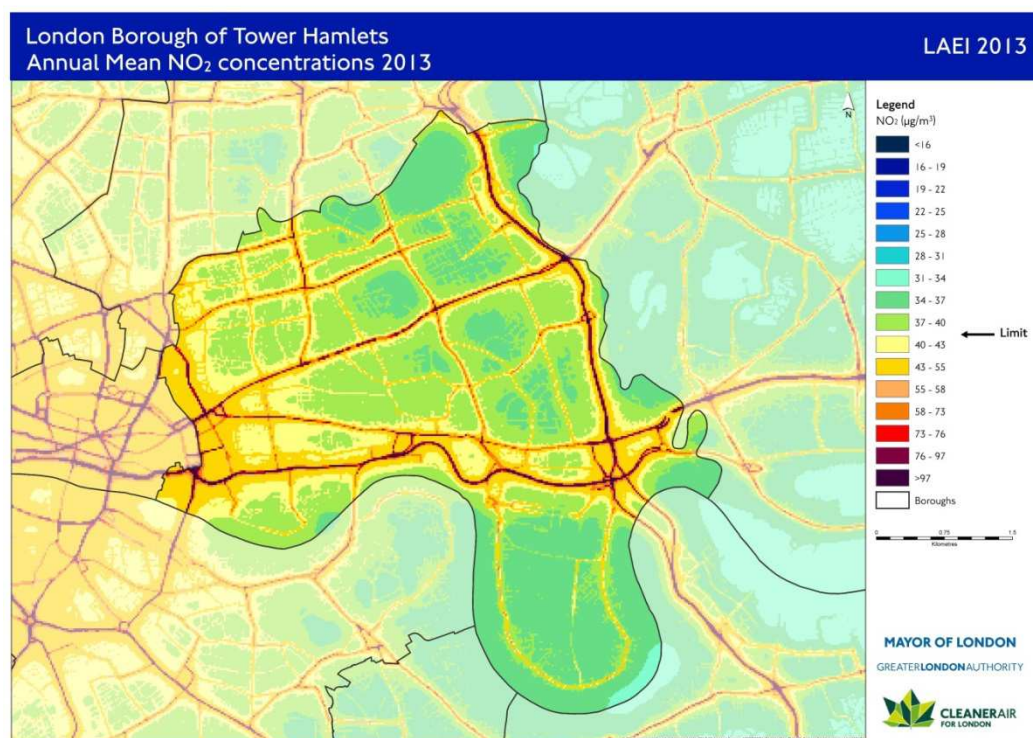 London Borough of Tower Hamlets
Annual Mean NO₂ concentrations 2013
LAEI 2013
N
Legend
NO₂ (µg/m³)
<16
16 - 19
19 - 22
22 - 25
25 - 28
28 - 31
31 - 34
34 - 37
37 - 40
40 - 43
43 - 55
55 - 58
58 - 73
73 - 76
76 - 97
>97
Boroughs
Limit
0 0.75 1.5
Kilometres
MAYOR OF LONDON
GREATERLONDONAUTHORITY
CLEANERAIR
FOR LONDON